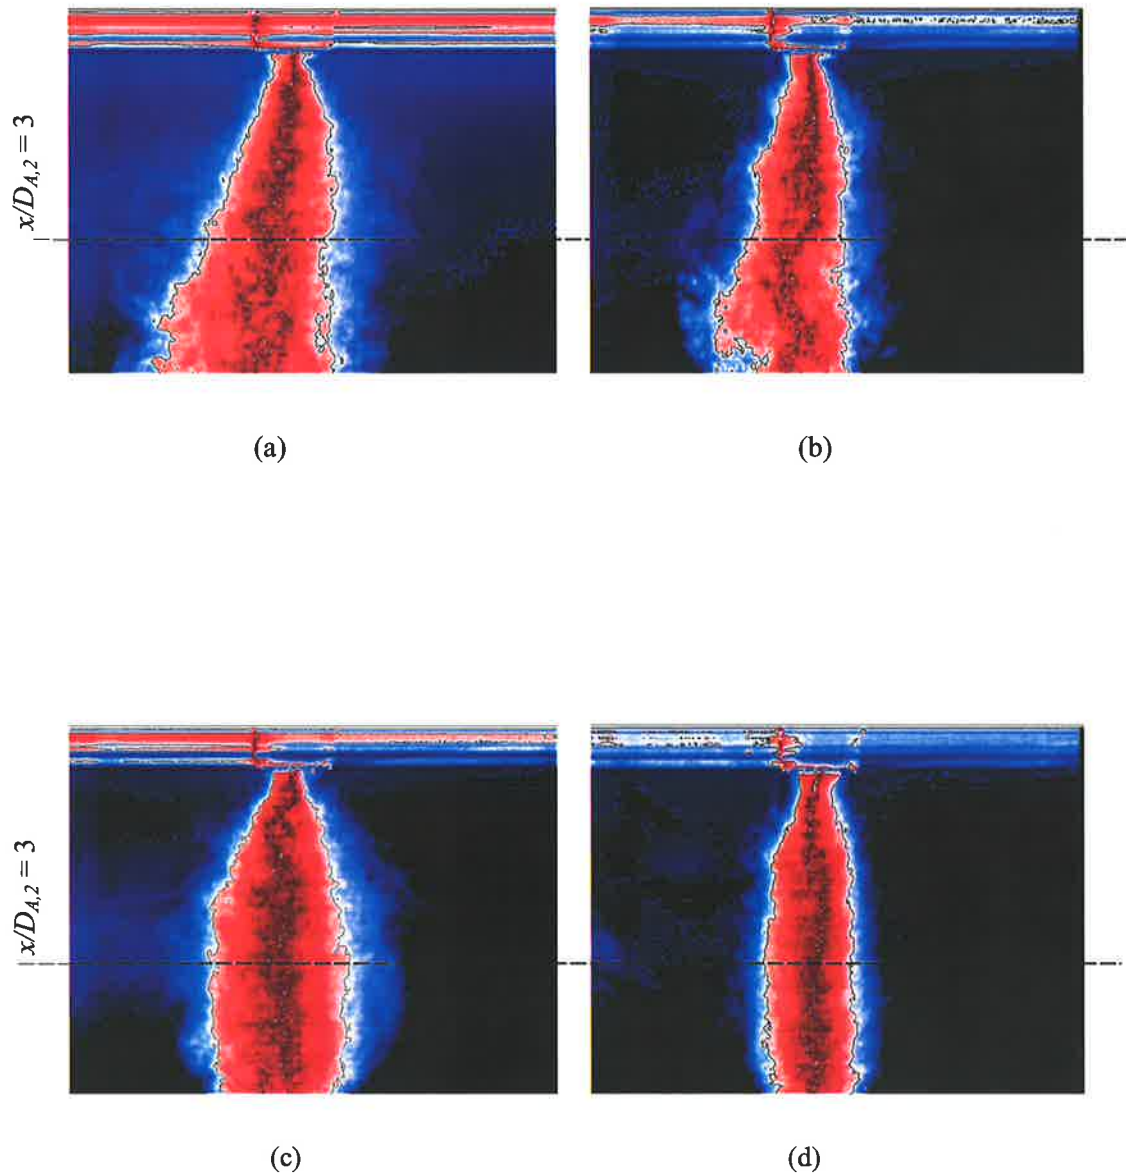 x/D_{A,2} = 3
(a)
(b)
x/D_{A,2} = 3
(c)
(d)